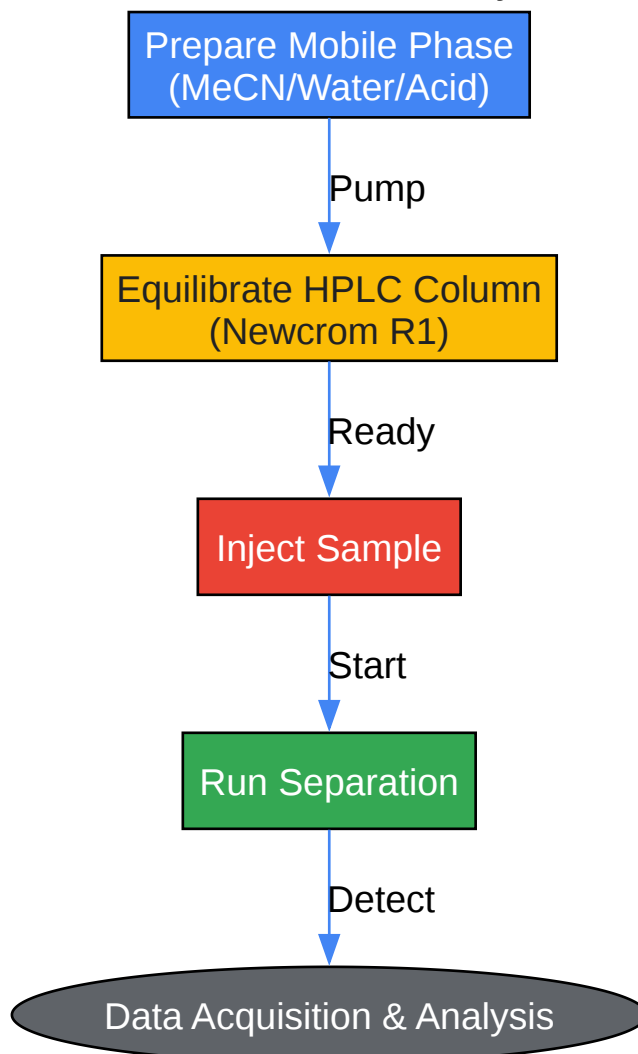 Prepare Mobile Phase
(MeCN/Water/Acid)
Pump
Equilibrate HPLC Column
(Newcrom R1)
Ready
Inject Sample
Start
Run Separation
Detect
Data Acquisition & Analysis